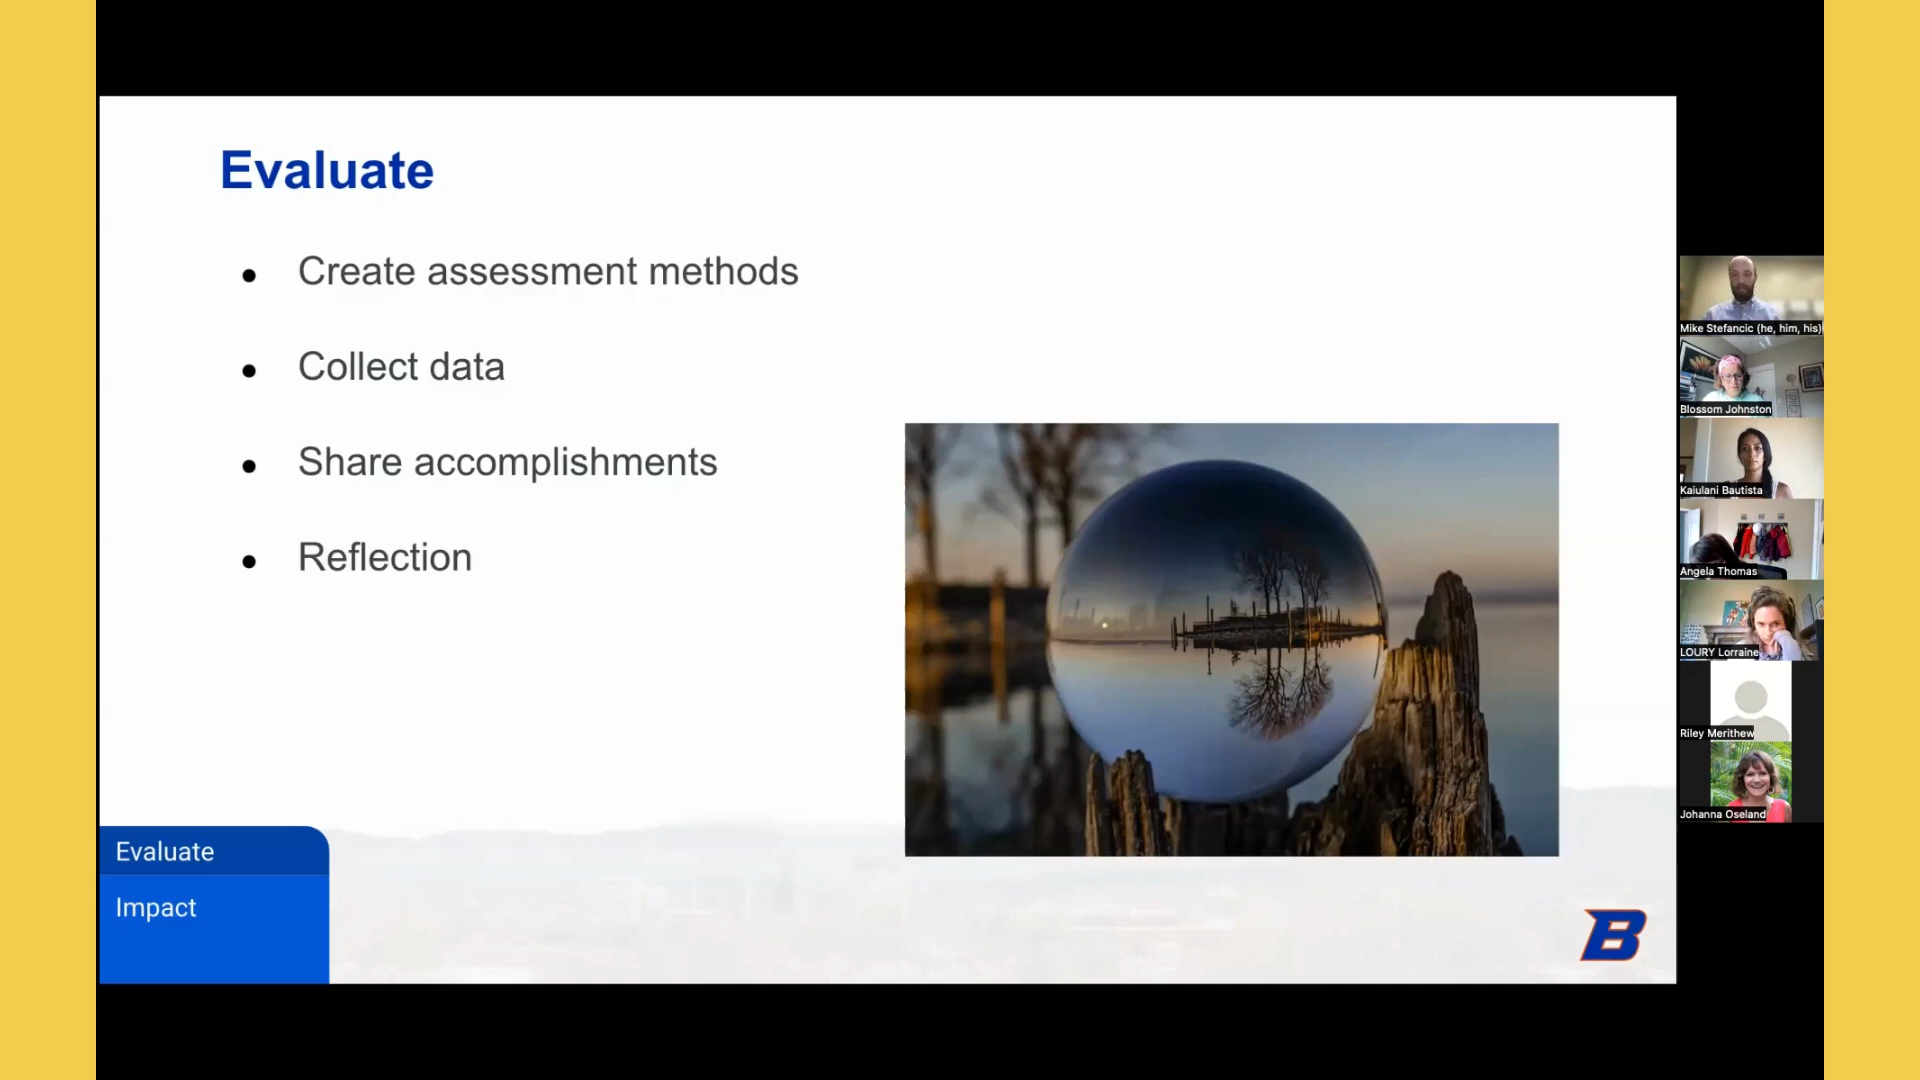 Evaluate
● Create assessment methods
● Collect data
● Share accomplishments
● Reflection
Evaluate
Impact
B
Mike Stefancic (he, him, his)
Blossom Johnston
Kaiulani Bautista
Angela Thomas
LOURY Lorraine
Riley Merithew
Johanna Oseland